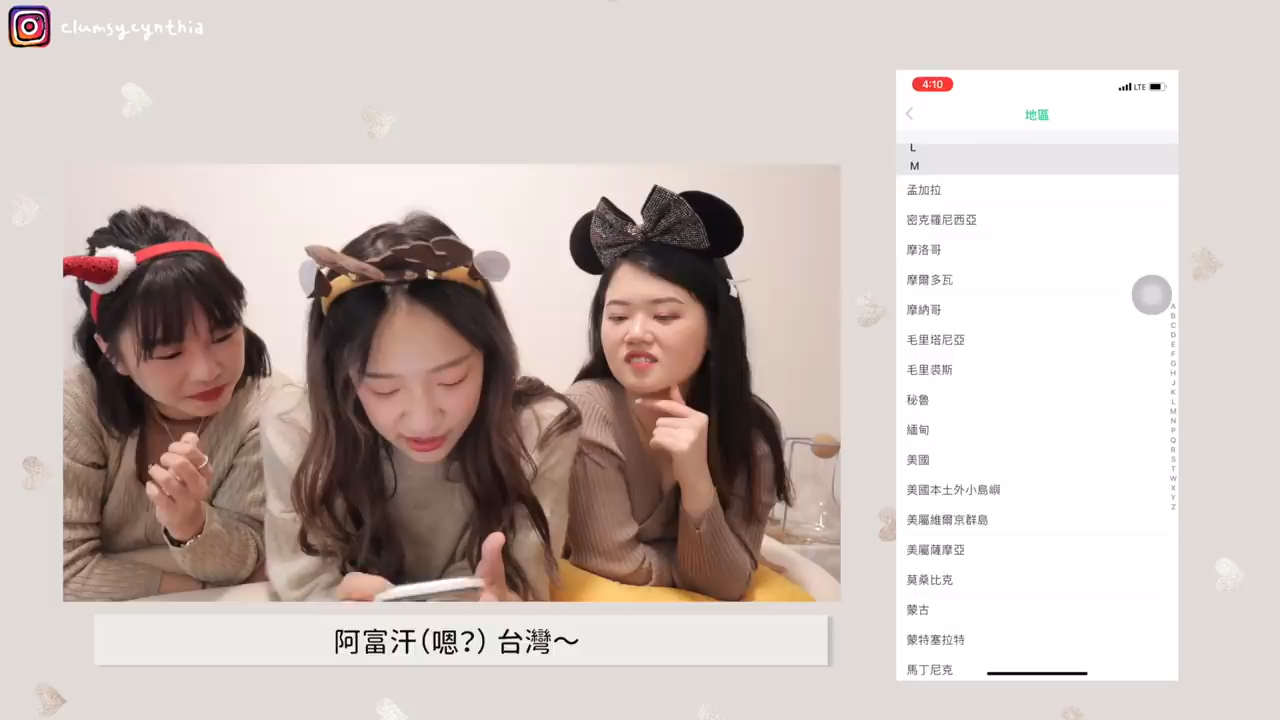 clumsycynthia
4:10
LTE
地區
L
M
孟加拉
密克羅尼西亞
摩洛哥
摩爾多瓦
摩納哥
毛里塔尼亞
毛里裘斯
秘魯
緬甸
美國
美國本土外小島嶼
美屬維爾京群島
美屬薩摩亞
莫桑比克
蒙古
蒙特塞拉特
馬丁尼克
A
B
C
D
E
F
G
H
J
K
L
M
N
P
Q
R
S
T
W
X
Y
Z
阿富汗(嗯?) 台灣～